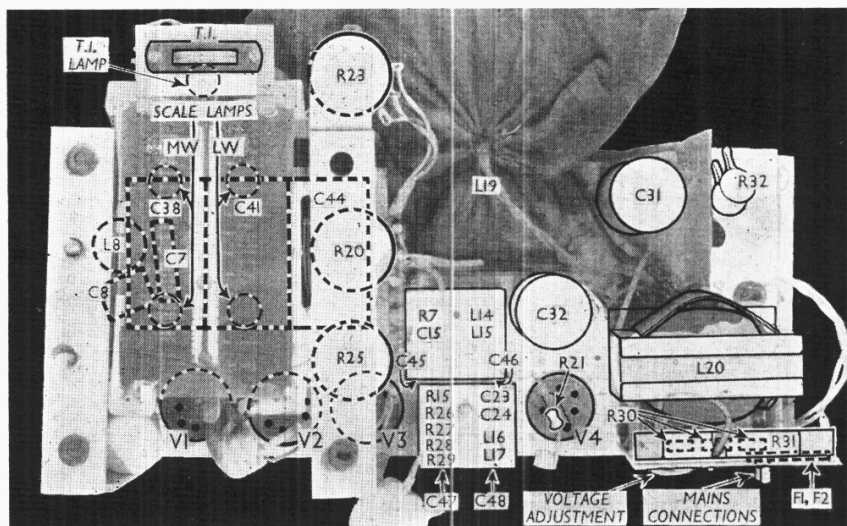 T.I.
T.I.
LAMP
R23
SCALE LAMPS
MW
LW
L19
R32
C31
C38
C41
C44
L8
C7
R20
C8
R7
C15
L14
L15
C32
R25
C45
C46
R21
L20
R15
R26
R27
R28
R29
C23
C24
L16
L17
R30
R31
V1
V2
V3
V4
C47
C48
VOLTAGE
ADJUSTMENT
MAINS
CONNECTIONS
F1, F2